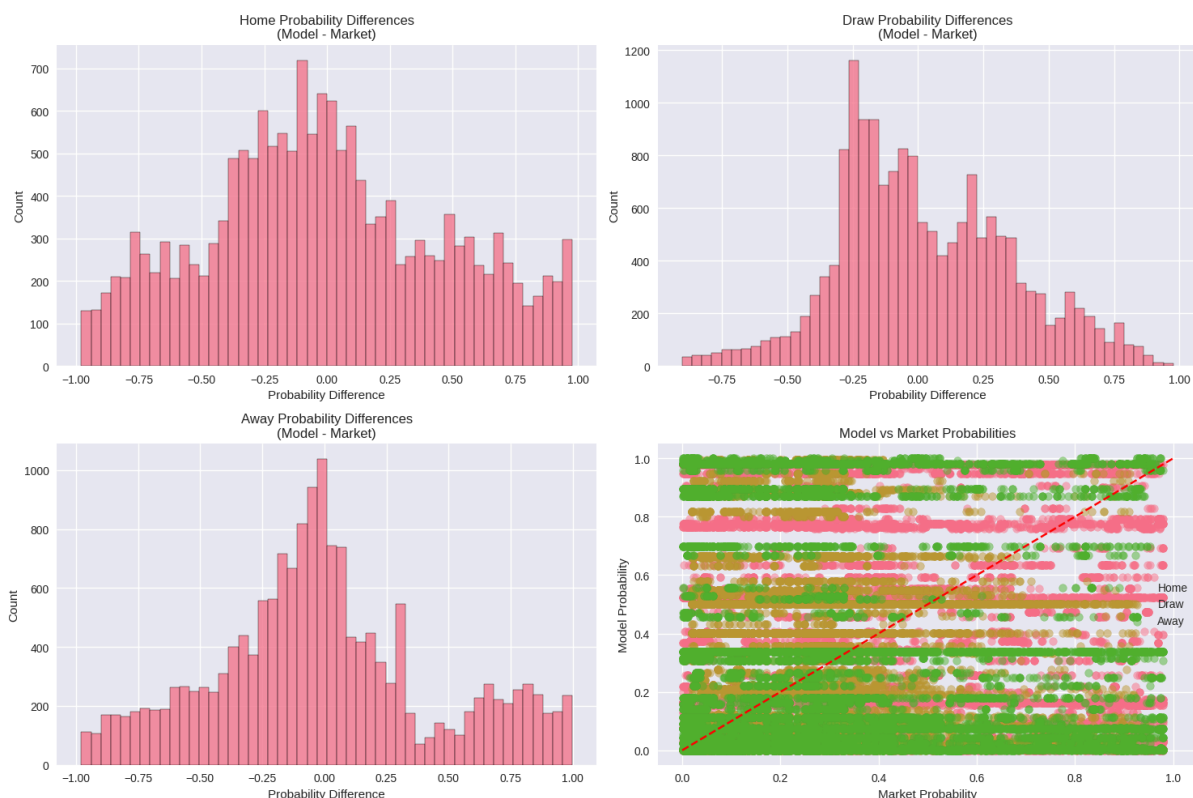 Home Probability Differences
(Model - Market)
700
600
500
400
300
200
100
0
Count
−1.00 −0.75 −0.50 −0.25 0.00 0.25 0.50 0.75 1.00
Probability Difference
Draw Probability Differences
(Model - Market)
1200
1000
800
600
400
200
0
Count
−0.75 −0.50 −0.25 0.00 0.25 0.50 0.75 1.00
Probability Difference
Away Probability Differences
(Model - Market)
1000
800
600
400
200
0
Count
−1.00 −0.75 −0.50 −0.25 0.00 0.25 0.50 0.75 1.00
Probability Difference
Model vs Market Probabilities
1.0
0.8
0.6
0.4
0.2
0.0
Model Probability
Home
Draw
Away
0.0 0.2 0.4 0.6 0.8 1.0
Market Probability